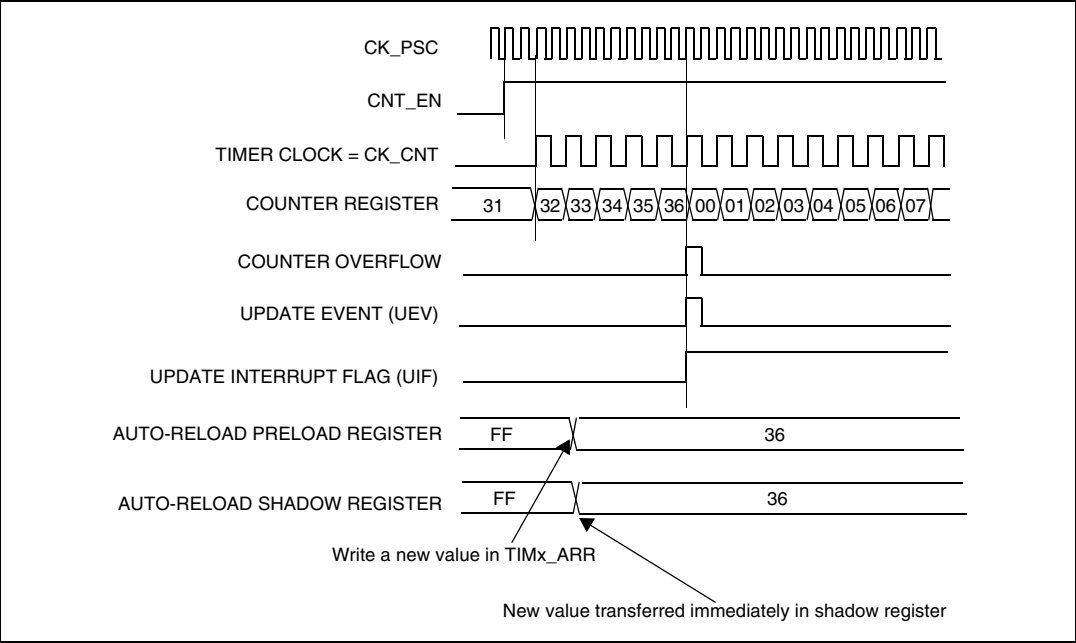 CK_PSC
CNT_EN
TIMER CLOCK = CK_CNT
COUNTER REGISTER 31 32 33 34 35 36 00 01 02 03 04 05 06 07
COUNTER OVERFLOW
UPDATE EVENT (UEV)
UPDATE INTERRUPT FLAG (UIF)
AUTO-RELOAD PRELOAD REGISTER FF 36
AUTO-RELOAD SHADOW REGISTER FF 36
Write a new value in TIMx_ARR
New value transferred immediately in shadow register